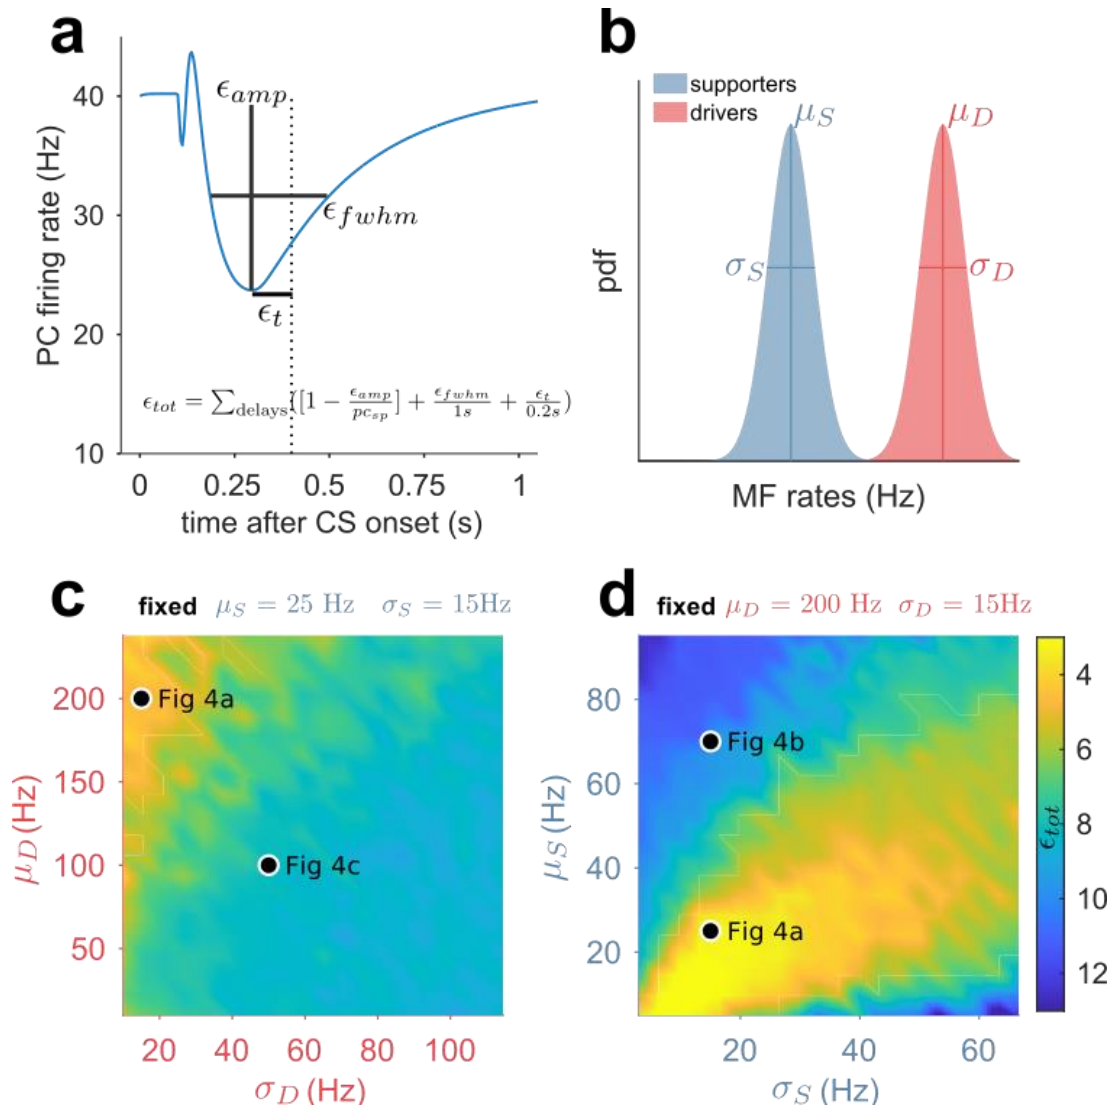 a
40
30
20
10
PC firing rate (Hz)
ϵ_amp
ϵ_fwhm
ϵ_t
ϵ_tot = ∑_delays([1 − ϵ_amp/pc_sp] + ϵ_fwhm/1s + ϵ_t/0.2s)
0 0.25 0.5 0.75 1
time after CS onset (s)
b
supporters
drivers
μ_S
μ_D
σ_S
σ_D
pdf
MF rates (Hz)
c
fixed μ_S = 25 Hz σ_S = 15Hz
200
150
100
50
μ_D (Hz)
Fig 4a
Fig 4c
20 40 60 80 100
σ_D (Hz)
d
fixed μ_D = 200 Hz σ_D = 15Hz
80
60
40
20
μ_S (Hz)
Fig 4b
Fig 4a
20 40 60
σ_S (Hz)
ϵ_tot
4
6
8
10
12